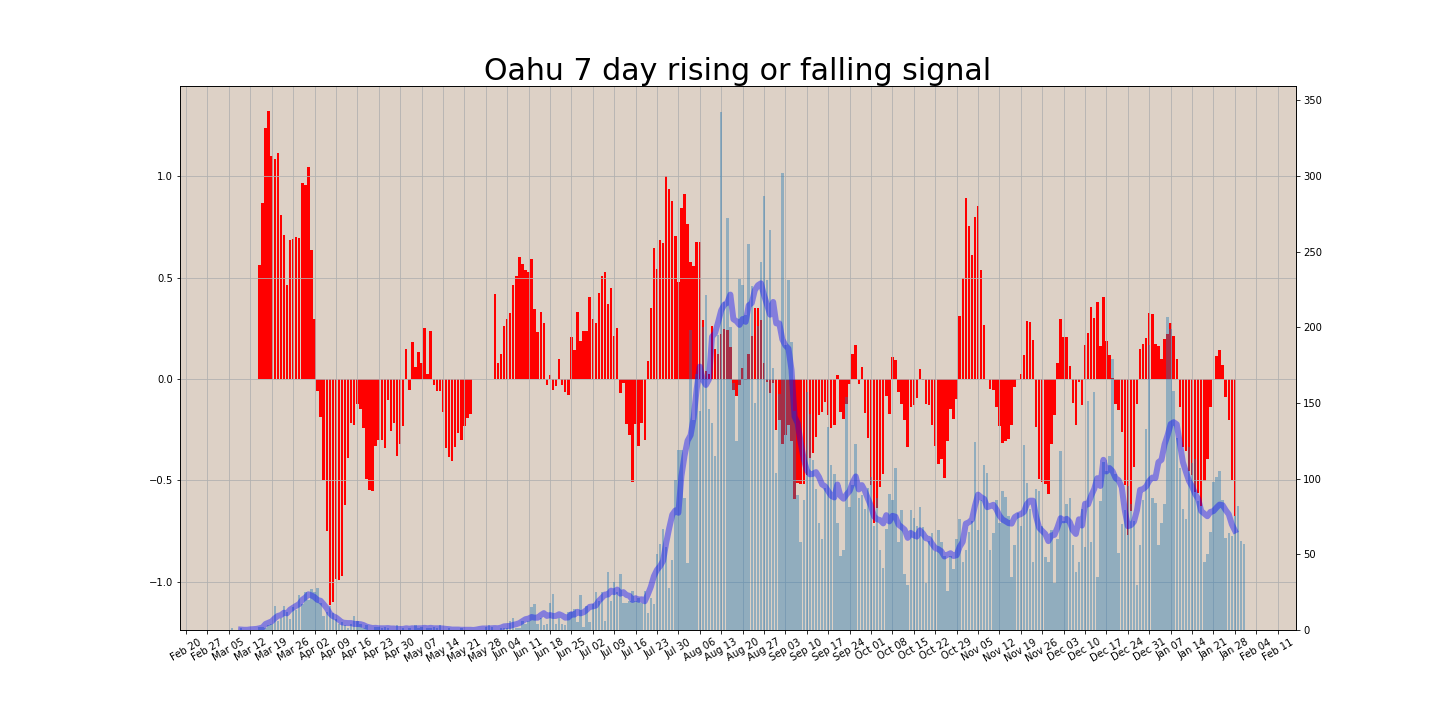 Oahu 7 day rising or falling signal
350
300
250
200
150
100
50
0
1.0
0.5
0.0
−0.5
−1.0
Feb 20
Feb 27
Mar 05
Mar 12
Mar 19
Mar 26
Apr 02
Apr 09
Apr 16
Apr 23
Apr 30
May 07
May 14
May 21
May 28
Jun 04
Jun 11
Jun 18
Jun 25
Jul 02
Jul 09
Jul 16
Jul 23
Jul 30
Aug 06
Aug 13
Aug 20
Aug 27
Sep 03
Sep 10
Sep 17
Sep 24
Oct 01
Oct 08
Oct 15
Oct 22
Oct 29
Nov 05
Nov 12
Nov 19
Nov 26
Dec 03
Dec 10
Dec 17
Dec 24
Dec 31
Jan 07
Jan 14
Jan 21
Jan 28
Feb 04
Feb 11